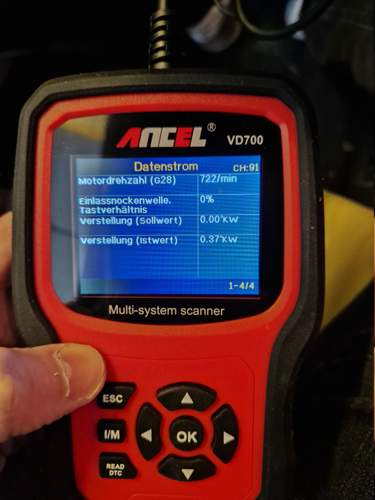 ANCEL® VD700
Datenstrom CH:91
Motordrehzahl (G28) 722/min
Einlassnockenwelle, 0%
Tastverhältnis
Verstellung (Sollwert) 0.00°KW
Verstellung (Istwert) 0.37°KW
1-4/4
Multi-system scanner
ESC
I/M
OK
READ
DTC